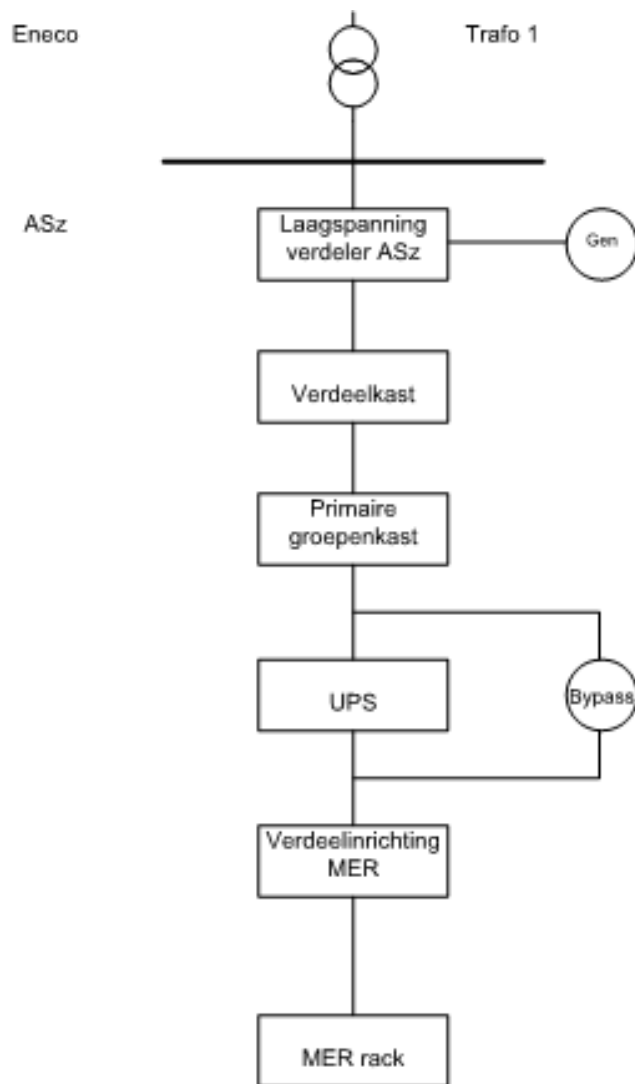 Eneco
Trafo 1
ASz
Laagspanning
verdeler ASz
Gen
Verdeelkast
Primaire
groepenkast
UPS
Bypass
Verdeelinrichting
MER
MER rack